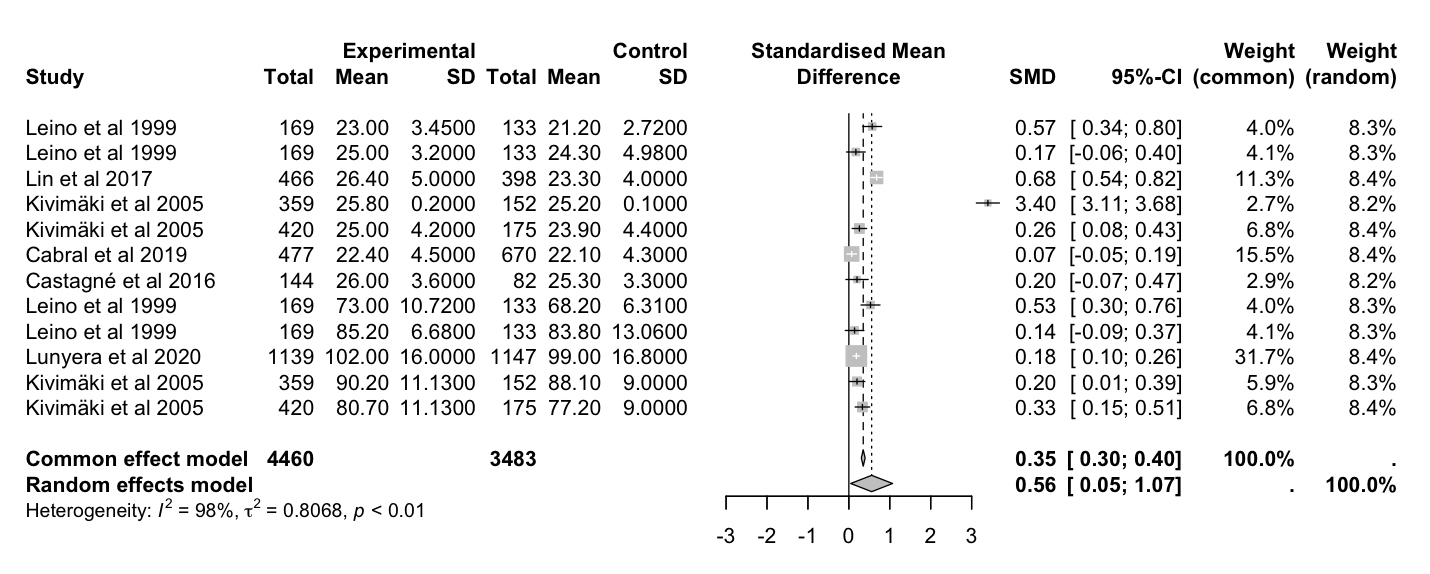 Experimental Control Standardised Mean Weight Weight
Study Total Mean SD Total Mean SD Difference SMD 95%-CI (common) (random)
Leino et al 1999 169 23.00 3.4500 133 21.20 2.7200 0.57 [ 0.34; 0.80] 4.0% 8.3%
Leino et al 1999 169 25.00 3.2000 133 24.30 4.9800 0.17 [-0.06; 0.40] 4.1% 8.3%
Lin et al 2017 466 26.40 5.0000 398 23.30 4.0000 0.68 [ 0.54; 0.82] 11.3% 8.4%
Kivimäki et al 2005 359 25.80 0.2000 152 25.20 0.1000 3.40 [ 3.11; 3.68] 2.7% 8.2%
Kivimäki et al 2005 420 25.00 4.2000 175 23.90 4.4000 0.26 [ 0.08; 0.43] 6.8% 8.4%
Cabral et al 2019 477 22.40 4.5000 670 22.10 4.3000 0.07 [-0.05; 0.19] 15.5% 8.4%
Castagné et al 2016 144 26.00 3.6000 82 25.30 3.3000 0.20 [-0.07; 0.47] 2.9% 8.2%
Leino et al 1999 169 73.00 10.7200 133 68.20 6.3100 0.53 [ 0.30; 0.76] 4.0% 8.3%
Leino et al 1999 169 85.20 6.6800 133 83.80 13.0600 0.14 [-0.09; 0.37] 4.1% 8.3%
Lunyera et al 2020 1139 102.00 16.0000 1147 99.00 16.8000 0.18 [ 0.10; 0.26] 31.7% 8.4%
Kivimäki et al 2005 359 90.20 11.1300 152 88.10 9.0000 0.20 [ 0.01; 0.39] 5.9% 8.3%
Kivimäki et al 2005 420 80.70 11.1300 175 77.20 9.0000 0.33 [ 0.15; 0.51] 6.8% 8.4%
Common effect model 4460 3483 0.35 [ 0.30; 0.40] 100.0% .
Random effects model 0.56 [ 0.05; 1.07] . 100.0%
Heterogeneity: I² = 98%, τ² = 0.8068, p < 0.01
-3 -2 -1 0 1 2 3